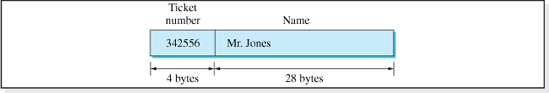 Ticket
number
Name
342556
Mr. Jones
4 bytes
28 bytes